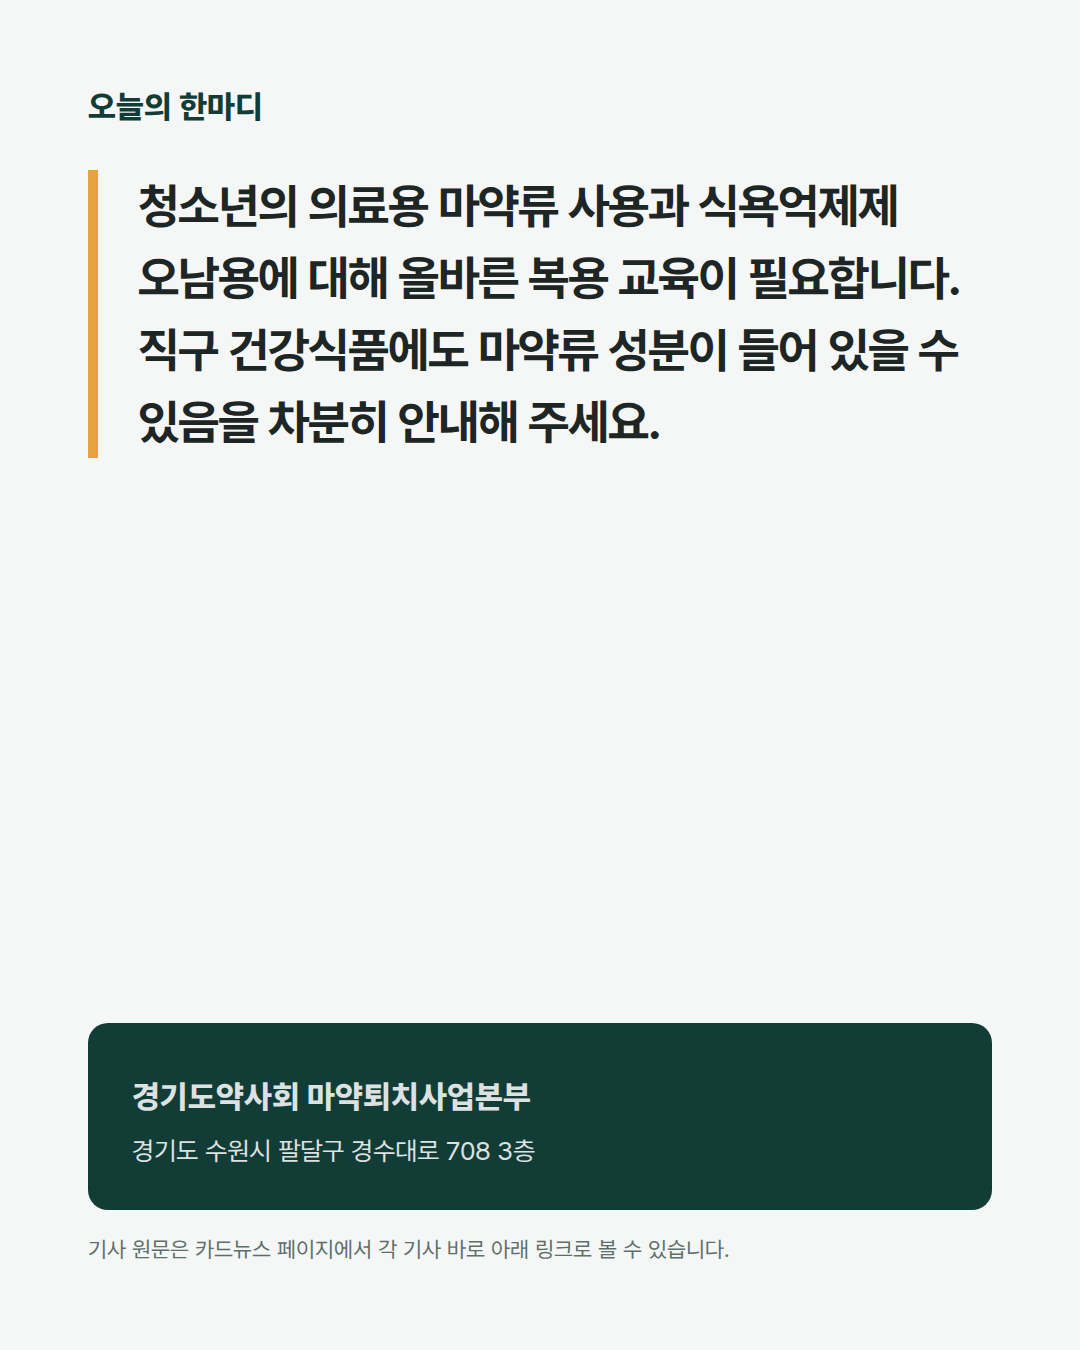 오늘의 한마디
청소년의 의료용 마약류 사용과 식욕억제제
오남용에 대해 올바른 복용 교육이 필요합니다.
직구 건강식품에도 마약류 성분이 들어 있을 수
있음을 차분히 안내해 주세요.
경기도약사회 마약퇴치사업본부
경기도 수원시 팔달구 경수대로 708 3층
기사 원문은 카드뉴스 페이지에서 각 기사 바로 아래 링크로 볼 수 있습니다.